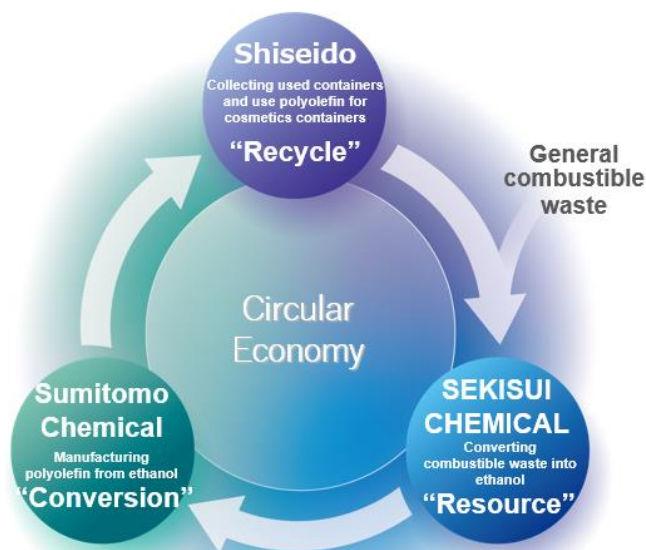 Shiseido
Collecting used containers
and use polyolefin for
cosmetics containers
“Recycle”
General
combustible
waste
Circular
Economy
Sumitomo
Chemical
Manufacturing
polyolefin from ethanol
“Conversion”
SEKISUI
CHEMICAL
Converting
combustible waste into
ethanol
“Resource”